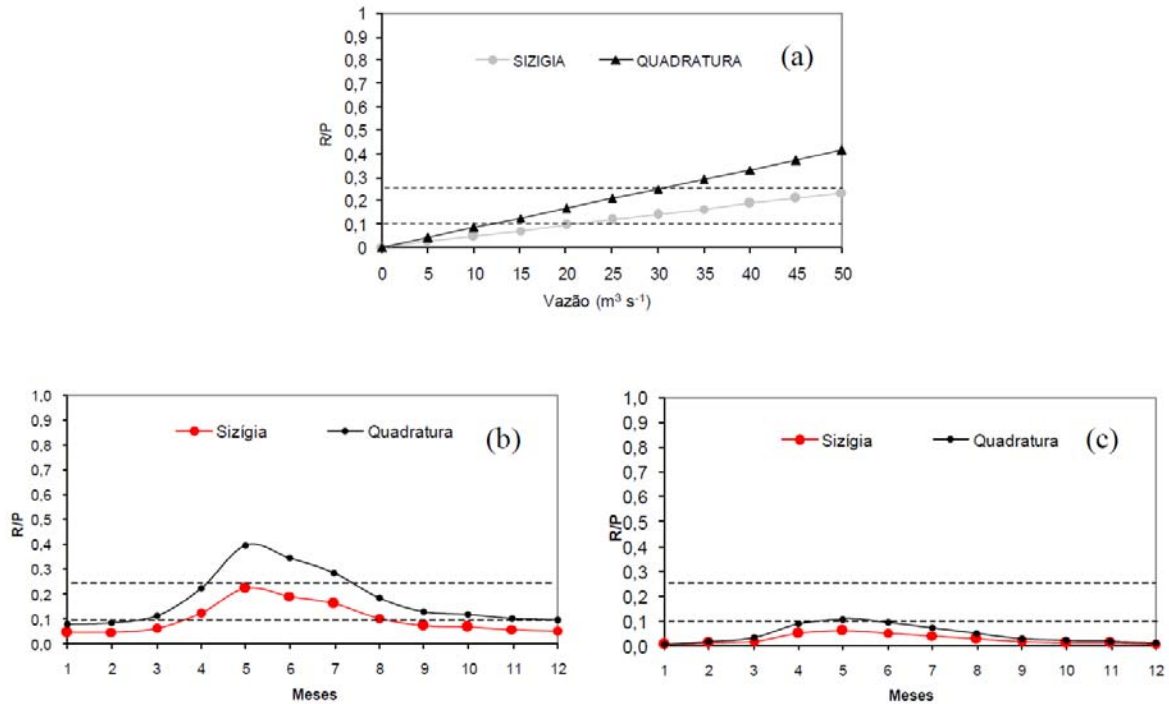 1
0,9
0,8
0,7
0,6
0,5
0,4
0,3
0,2
0,1
0
R/P
SIZIGIA QUADRATURA (a)
0 5 10 15 20 25 30 35 40 45 50
Vazão (m³ s⁻¹)
1,0
0,9
0,8
0,7
0,6
0,5
0,4
0,3
0,2
0,1
0,0
R/P
Sizígia Quadratura (b)
1 2 3 4 5 6 7 8 9 10 11 12
Meses
1,0
0,9
0,8
0,7
0,6
0,5
0,4
0,3
0,2
0,1
0,0
R/P
Sizígia Quadratura (c)
1 2 3 4 5 6 7 8 9 10 11 12
Meses